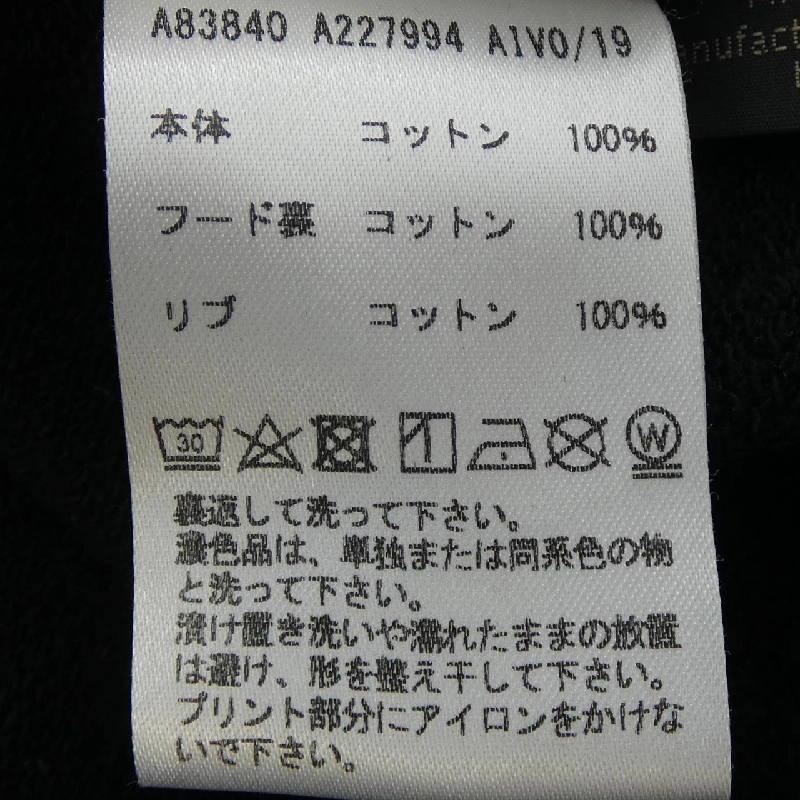 A83840 A227994 AIVO/19
本体 コットン 100%
フード裏 コットン 100%
リブ コットン 100%
30 W
裏返して洗って下さい。
濃色品は、単独または同系色の物
と洗って下さい。
漬け置き洗いや濡れたままの放置
は避け、形を整え干して下さい。
プリント部分にアイロンをかけな
いで下さい。